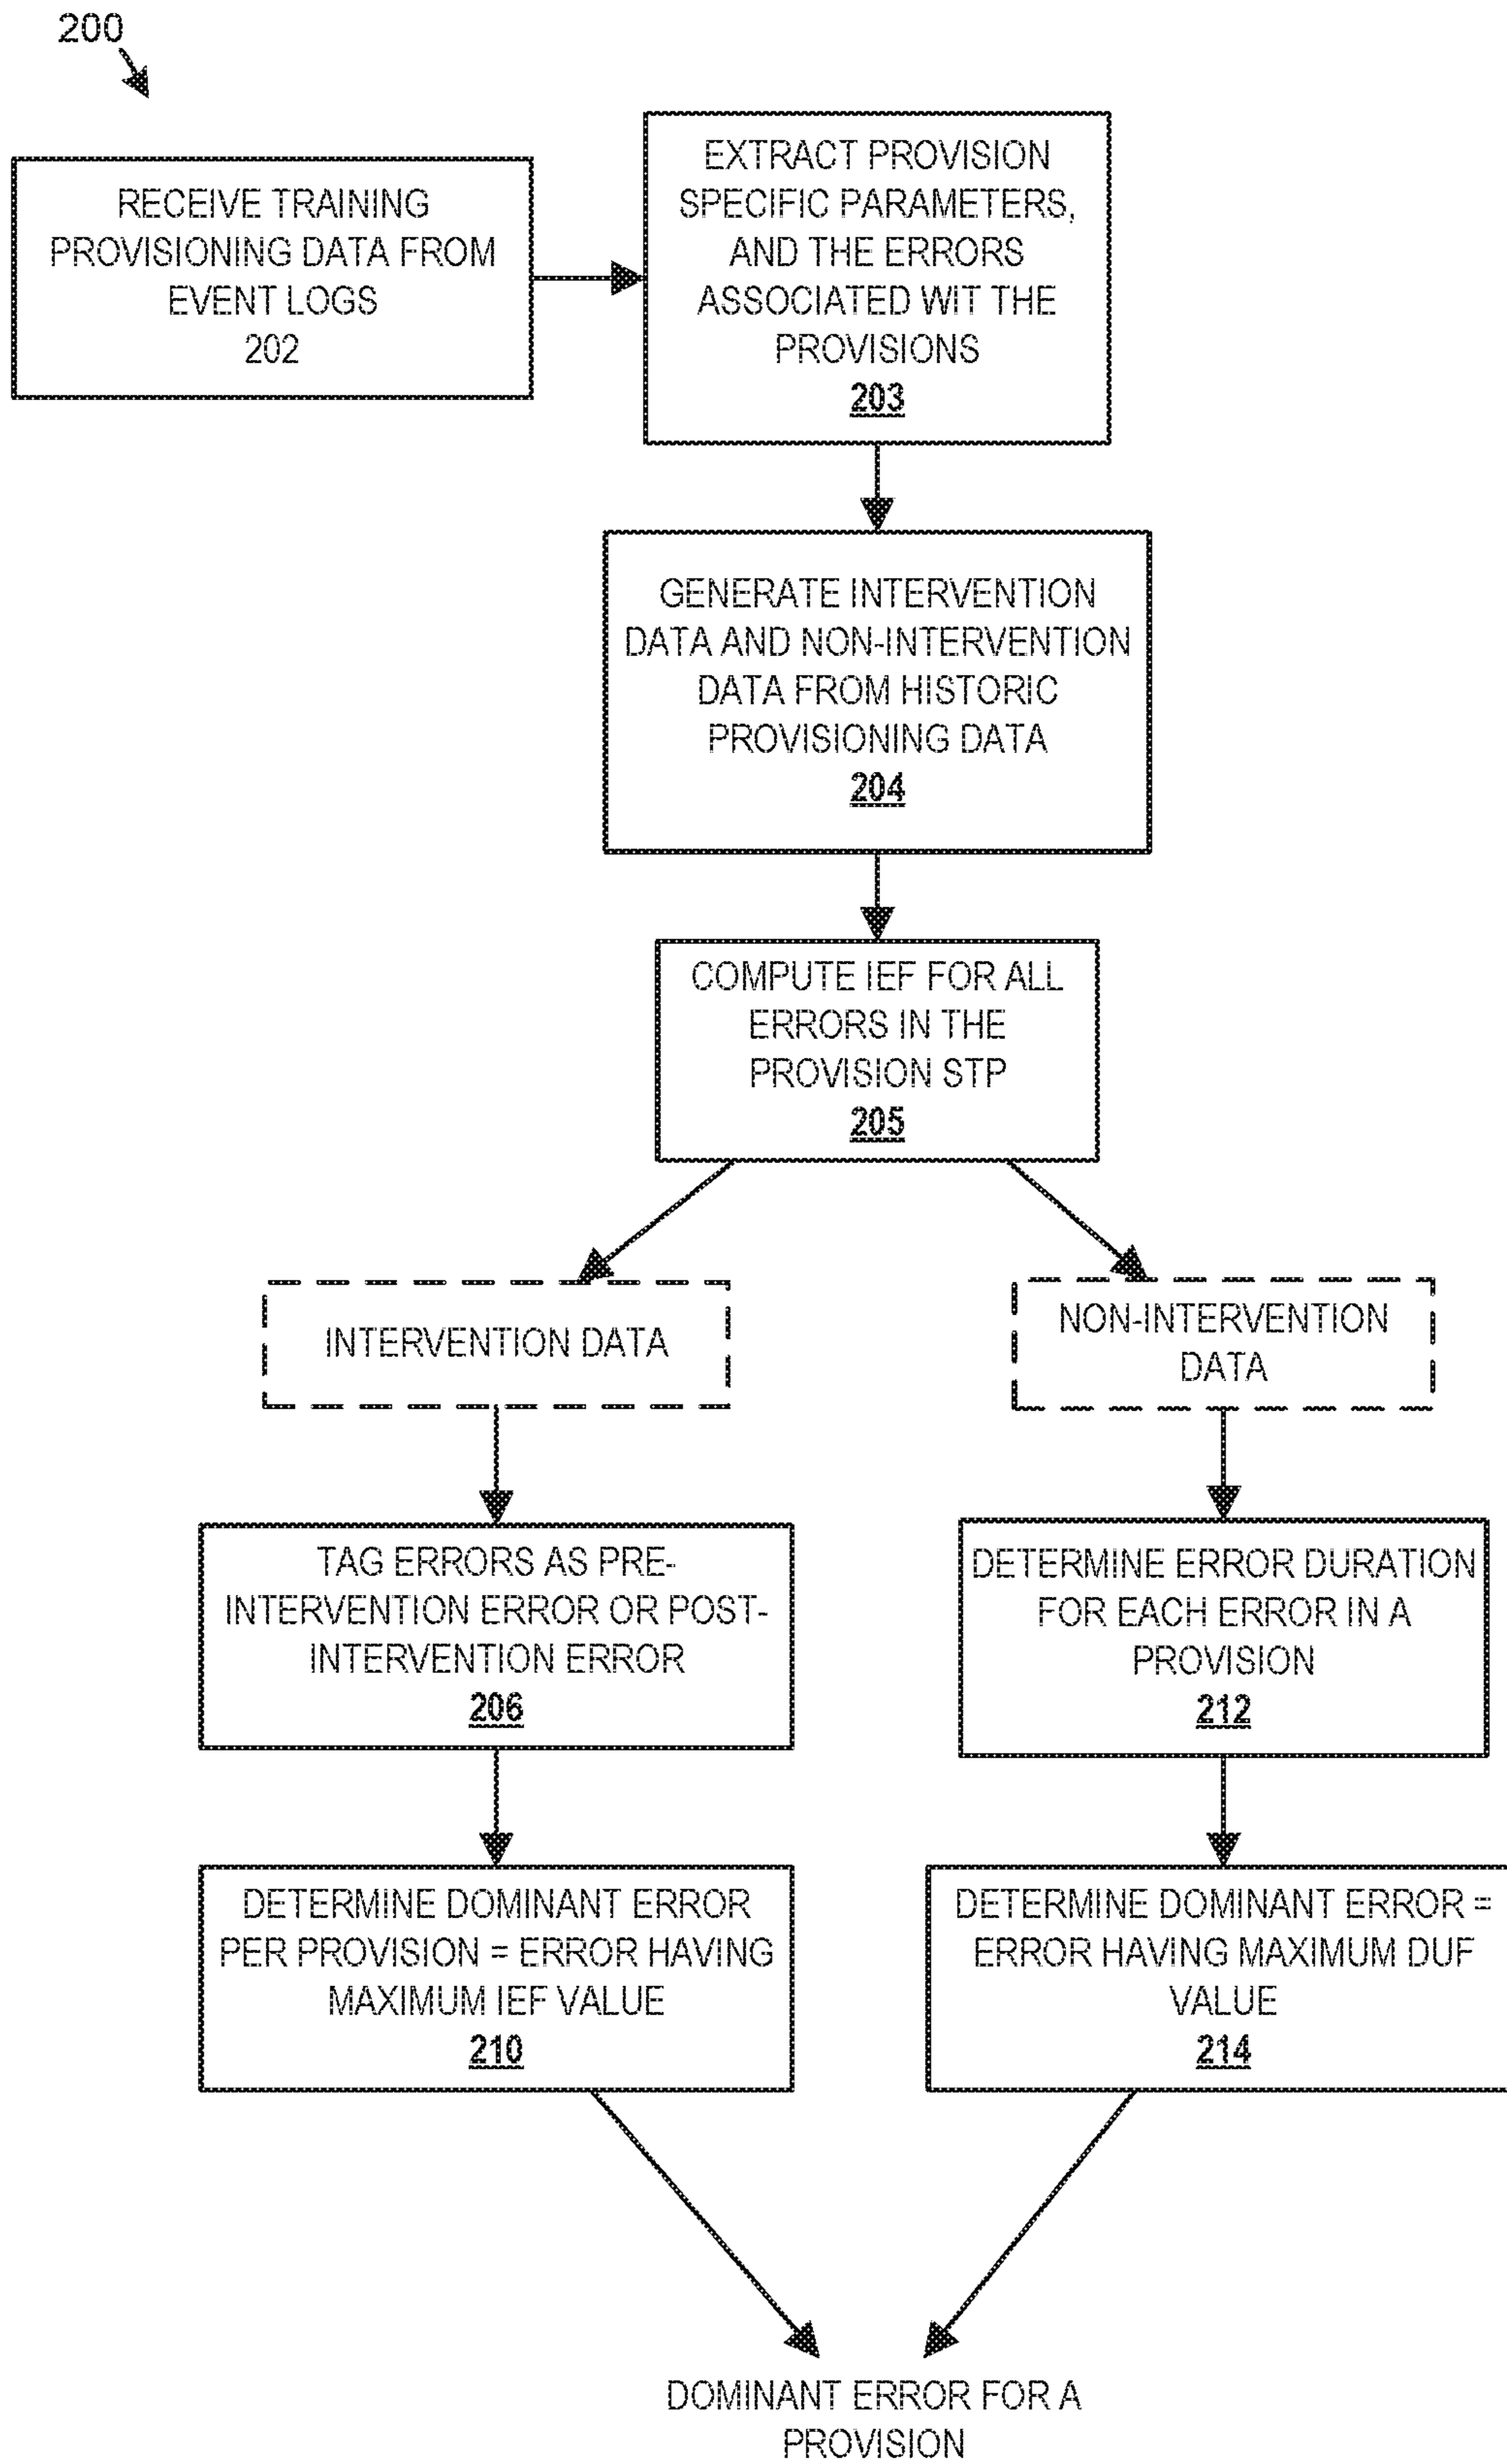 200
RECEIVE TRAINING
PROVISIONING DATA FROM
EVENT LOGS
202
EXTRACT PROVISION
SPECIFIC PARAMETERS,
AND THE ERRORS
ASSOCIATED WIT THE
PROVISIONS
203
GENERATE INTERVENTION
DATA AND NON-INTERVENTION
DATA FROM HISTORIC
PROVISIONING DATA
204
COMPUTE IEF FOR ALL
ERRORS IN THE
PROVISION STP
205
INTERVENTION DATA
NON-INTERVENTION
DATA
TAG ERRORS AS PRE-
INTERVENTION ERROR OR POST-
INTERVENTION ERROR
206
DETERMINE ERROR DURATION
FOR EACH ERROR IN A
PROVISION
212
DETERMINE DOMINANT ERROR
PER PROVISION = ERROR HAVING
MAXIMUM IEF VALUE
210
DETERMINE DOMINANT ERROR =
ERROR HAVING MAXIMUM DUF
VALUE
214
DOMINANT ERROR FOR A
PROVISION